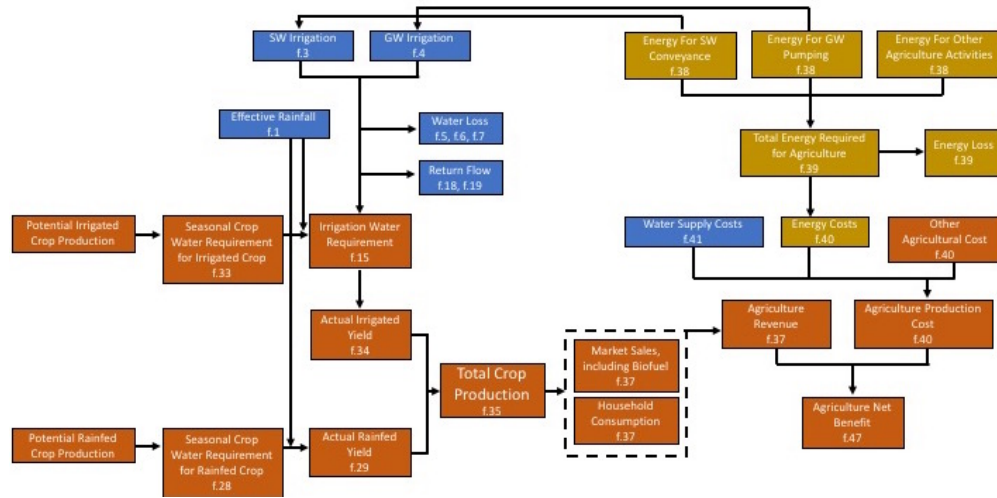 SW Irrigation
f.3
GW Irrigation
f.4
Energy For SW
Conveyance
f.38
Energy For GW
Pumping
f.38
Energy For Other
Agriculture Activities
f.38
Effective Rainfall
f.1
Water Loss
f.5, f.6, f.7
Total Energy Required
for Agriculture
f.39
Energy Loss
f.39
Return Flow
f.18, f.19
Potential Irrigated
Crop Production
Seasonal Crop
Water Requirement
for Irrigated Crop
f.33
Irrigation Water
Requirement
f.15
Water Supply Costs
f.41
Energy Costs
f.40
Other
Agricultural Cost
f.40
Actual Irrigated
Yield
f.34
Agriculture
Revenue
f.37
Agriculture Production
Cost
f.40
Market Sales,
including Biofuel
f.37
Total Crop
Production
f.35
Household
Consumption
f.37
Agriculture Net
Benefit
f.47
Potential Rainfed
Crop Production
Seasonal Crop
Water Requirement
for Rainfed Crop
f.28
Actual Rainfed
Yield
f.29